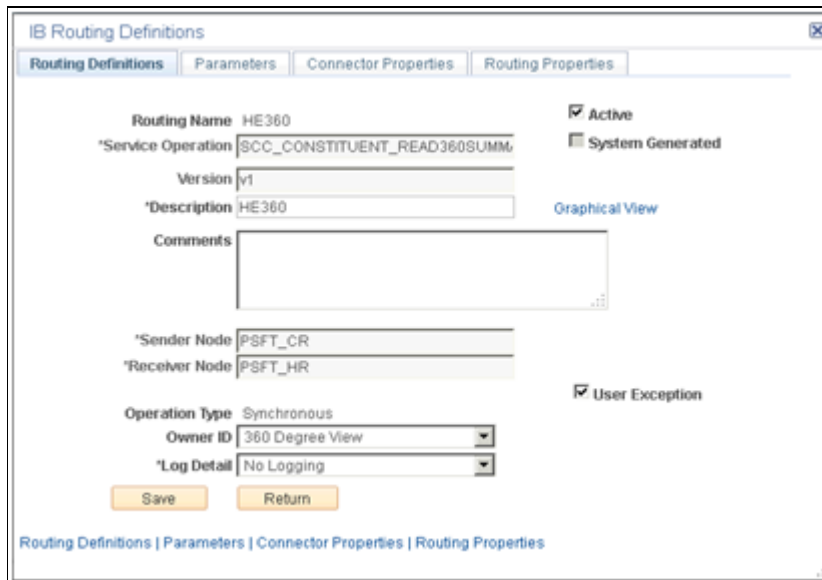 IB Routing Definitions
Routing Definitions Parameters Connector Properties Routing Properties
Routing Name HE360
Active
*Service Operation SCC_CONSTITUENT_READ360SUMM
System Generated
Version v1
*Description HE360
Graphical View
Comments
*Sender Node PSFT_CR
*Receiver Node PSFT_HR
User Exception
Operation Type Synchronous
Owner ID 360 Degree View
*Log Detail No Logging
Save Return
Routing Definitions | Parameters | Connector Properties | Routing Properties